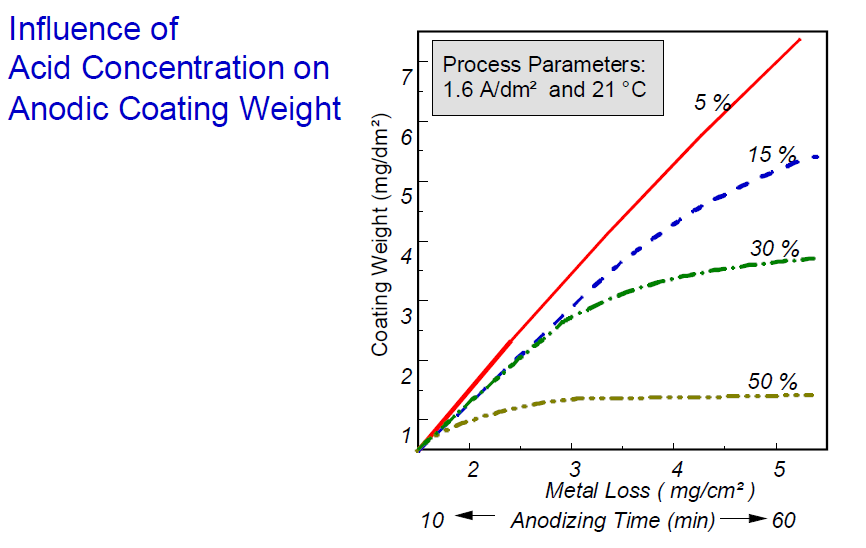 Influence of
Acid Concentration on
Anodic Coating Weight
Process Parameters:
1.6 A/dm² and 21 °C
Coating Weight (mg/dm²)
7
6
5
4
3
2
1
5 %
15 %
30 %
50 %
2 3 4 5
Metal Loss ( mg/cm² )
10 Anodizing Time (min) 60